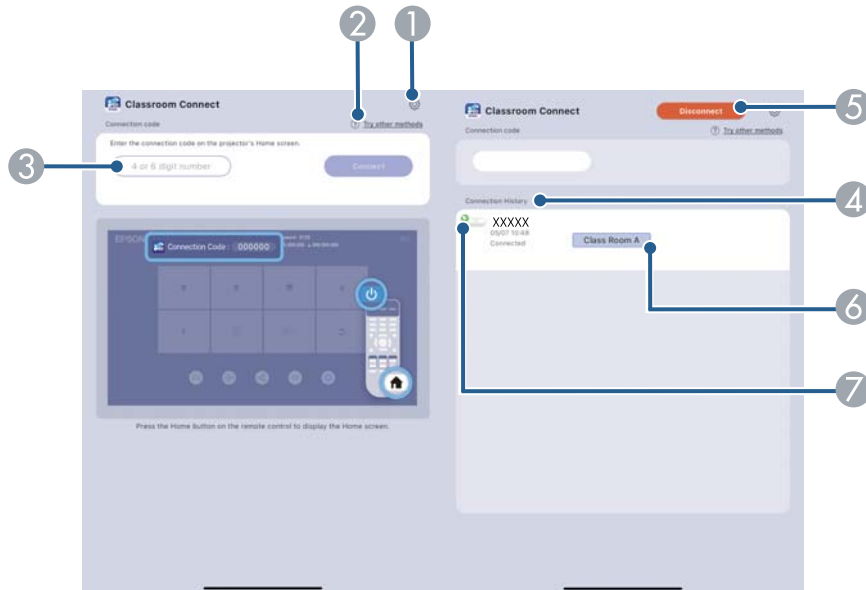 2
1
Classroom Connect
Connection code
Try other methods
Enter the connection code on the projector's Home screen.
3
4 or 6 digit number
Connect
EPSON
Connection Code : 000000
Press the Home button on the remote control to display the Home screen.
Classroom Connect
Disconnect
5
Connection code
Try other methods
Connection History
4
XXXXX
05/07 10:48
Connected
Class Room A
6
7